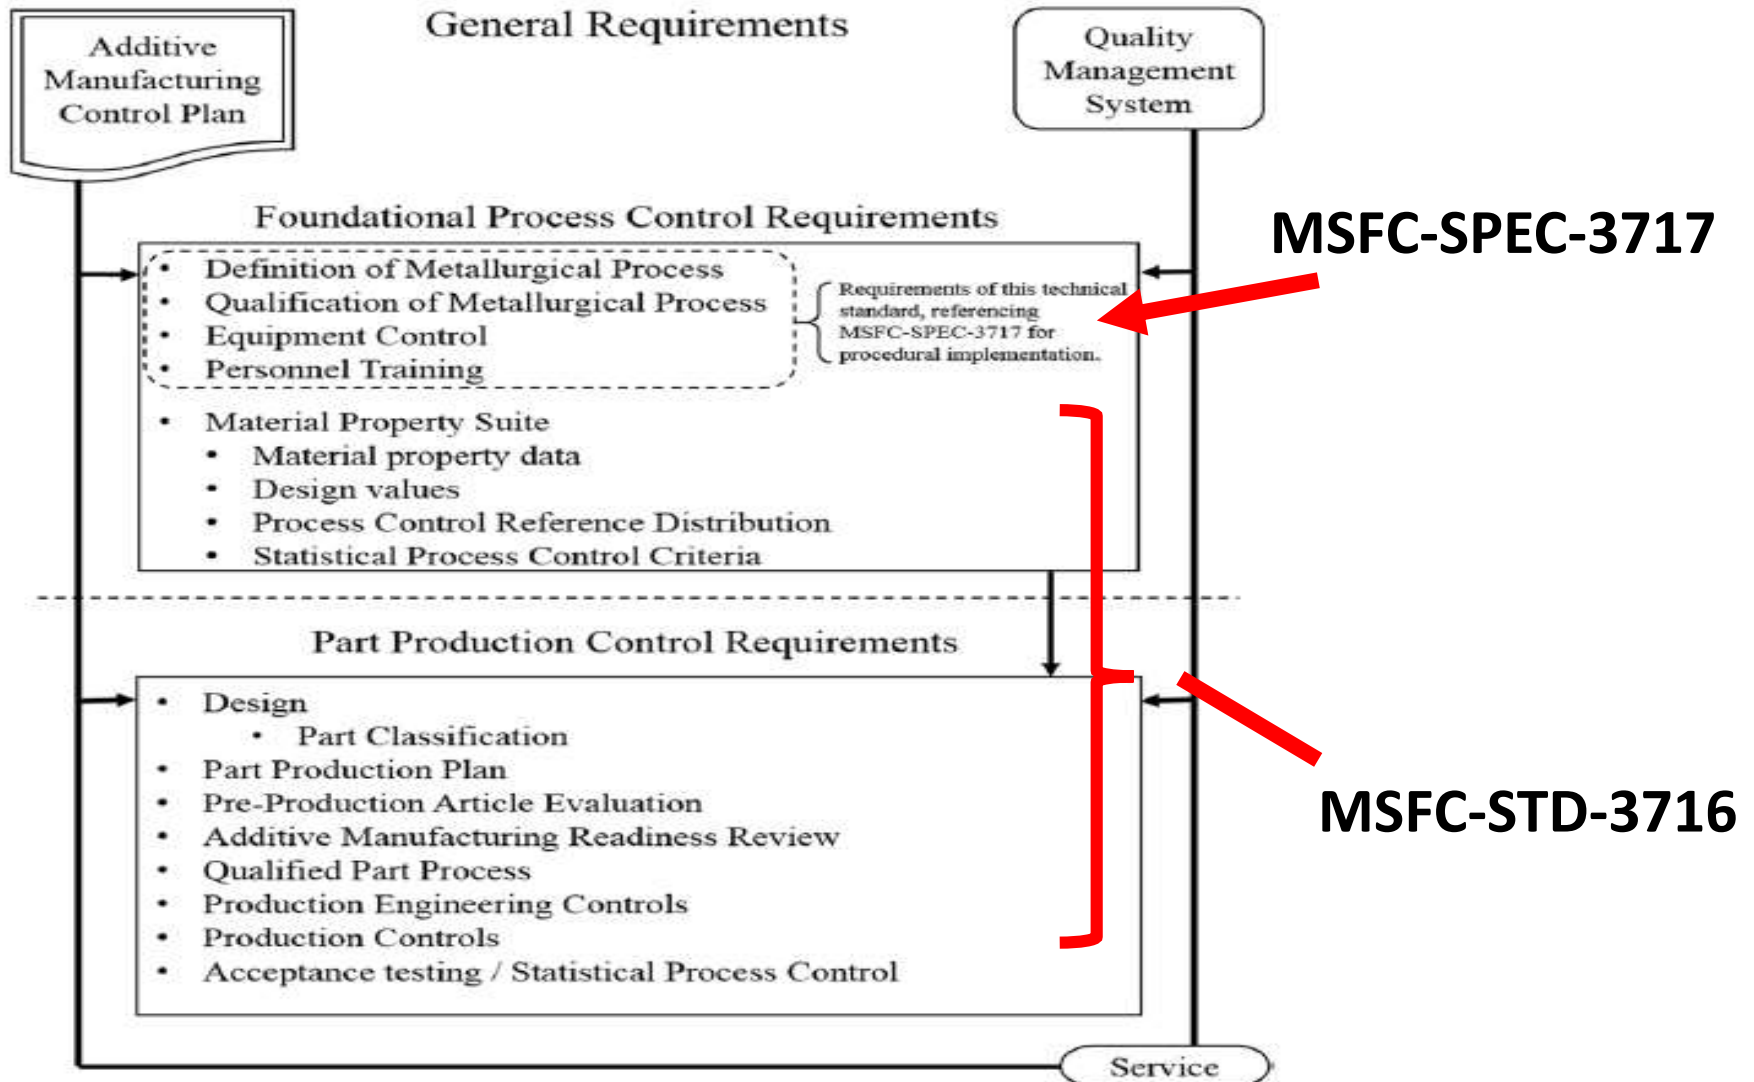 General Requirements
Additive
Manufacturing
Control Plan
Quality
Management
System
Foundational Process Control Requirements
MSFC-SPEC-3717
• Definition of Metallurgical Process
• Qualification of Metallurgical Process
• Equipment Control
• Personnel Training
Requirements of this technical
standard, referencing
MSFC-SPEC-3717 for
procedural implementation.
• Material Property Suite
• Material property data
• Design values
• Process Control Reference Distribution
• Statistical Process Control Criteria
Part Production Control Requirements
• Design
• Part Classification
• Part Production Plan
• Pre-Production Article Evaluation
• Additive Manufacturing Readiness Review
• Qualified Part Process
• Production Engineering Controls
• Production Controls
• Acceptance testing / Statistical Process Control
MSFC-STD-3716
Service